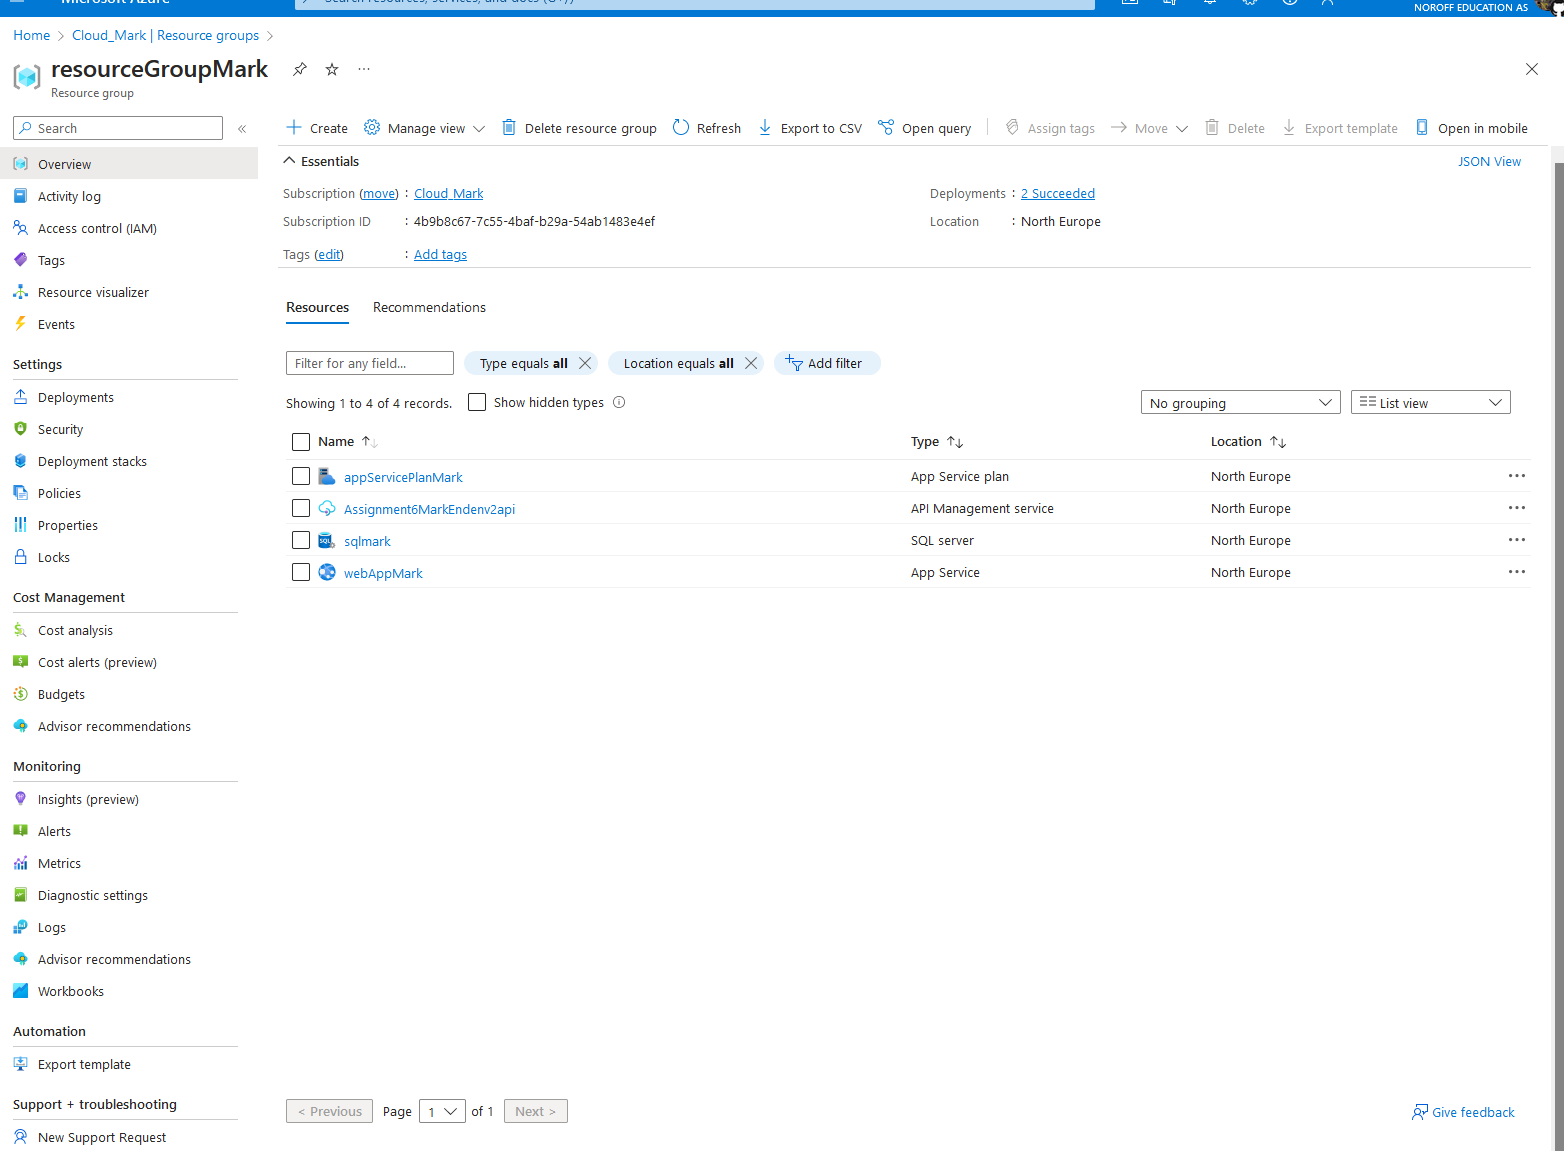 Microsoft Azure
Search resources, services, and docs (G+/)
NOROFF EDUCATION AS
Home > Cloud_Mark | Resource groups >
resourceGroupMark
Resource group
Search
«
Create
Manage view
Delete resource group
Refresh
Export to CSV
Open query
Assign tags
Move
Delete
Export template
Open in mobile
Overview
Activity log
Access control (IAM)
Tags
Resource visualizer
Events
Settings
Deployments
Security
Deployment stacks
Policies
Properties
Locks
Cost Management
Cost analysis
Cost alerts (preview)
Budgets
Advisor recommendations
Monitoring
Insights (preview)
Alerts
Metrics
Diagnostic settings
Logs
Advisor recommendations
Workbooks
Automation
Export template
Support + troubleshooting
New Support Request
Essentials
JSON View
Subscription (move) : Cloud_Mark
Deployments : 2 Succeeded
Subscription ID : 4b9b8c67-7c55-4baf-b29a-54ab1483e4ef
Location : North Europe
Tags (edit) : Add tags
Resources
Recommendations
Filter for any field...
Type equals all
Location equals all
Add filter
Showing 1 to 4 of 4 records.
Show hidden types
No grouping
List view
Name Type Location
appServicePlanMark App Service plan North Europe
Assignment6MarkEndenv2api API Management service North Europe
sqlmark SQL server North Europe
webAppMark App Service North Europe
< Previous Page 1 of 1 Next >
Give feedback